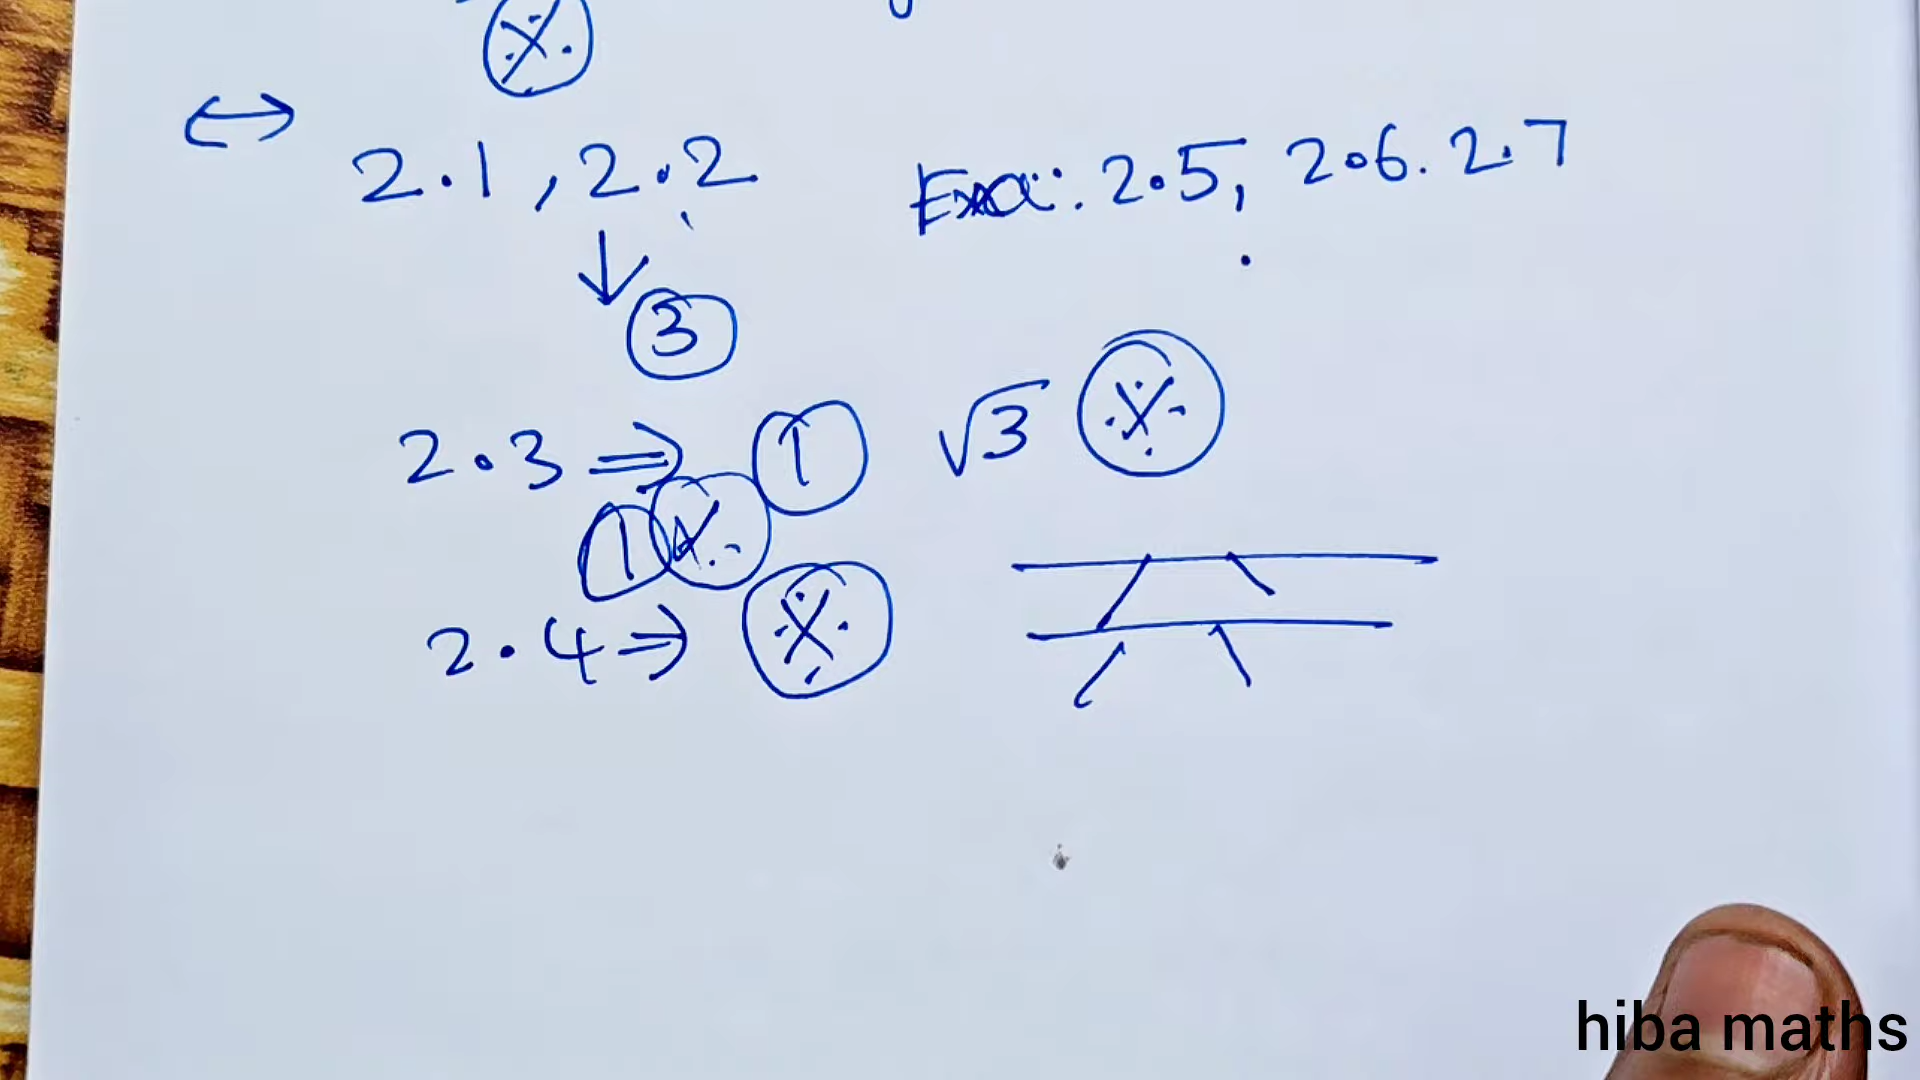 2.1, 2.2
Exa: 2.5, 2.6. 2.7
3
2.3 ⇒ 1 √3
1
2.4 ⇒
hiba maths